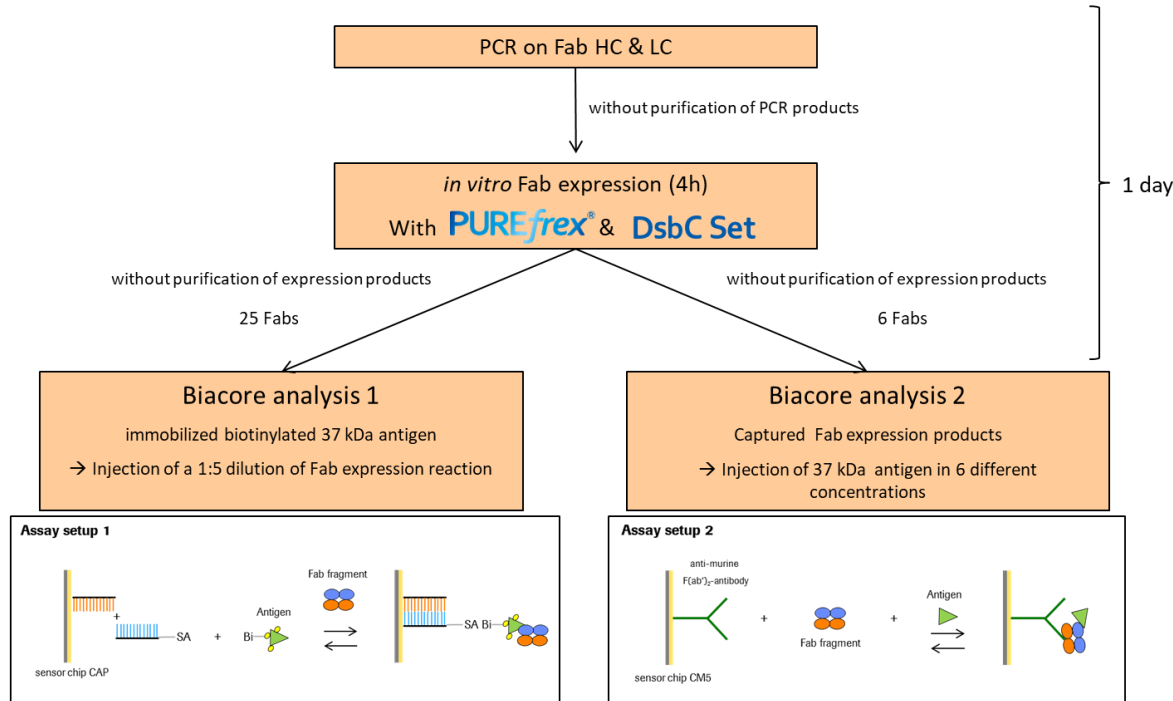 PCR on Fab HC & LC
without purification of PCR products
in vitro Fab expression (4h)
With PUREfrex® & DsbC Set
1 day
without purification of expression products
without purification of expression products
25 Fabs
6 Fabs
Biacore analysis 1
immobilized biotinylated 37 kDa antigen
→ Injection of a 1:5 dilution of Fab expression reaction
Biacore analysis 2
Captured Fab expression products
→ Injection of 37 kDa antigen in 6 different
concentrations
Assay setup 1
Fab fragment
Antigen
+
SA
+
Bi
SA Bi
sensor chip CAP
Assay setup 2
anti-murine
F(ab')₂-antibody
Antigen
+
+
Fab fragment
sensor chip CM5